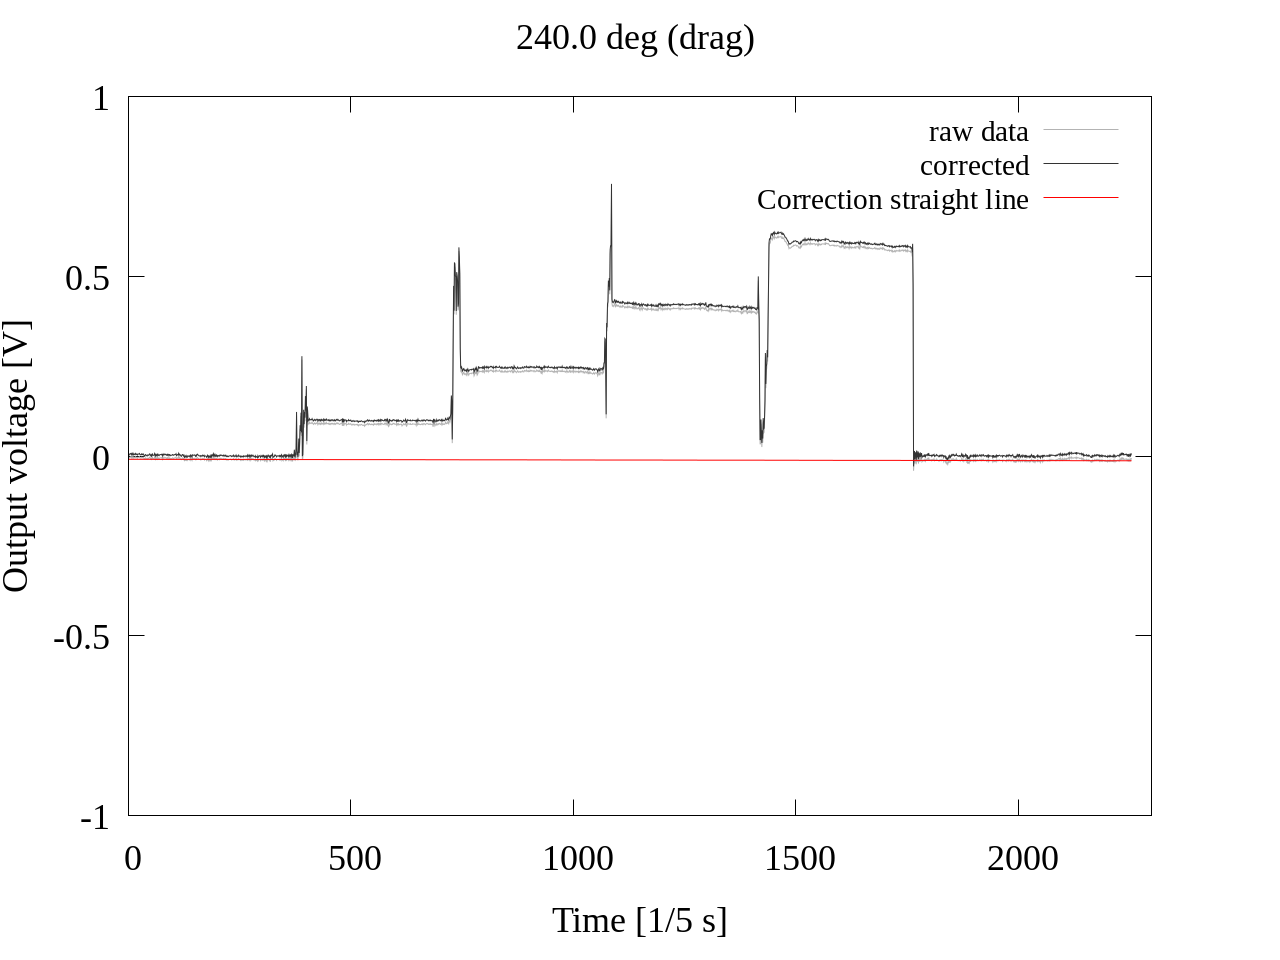 240.0 deg (drag)
1
0.5
0
-0.5
-1
Output voltage [V]
raw data
corrected
Correction straight line
0
500
1000
1500
2000
Time [1/5 s]